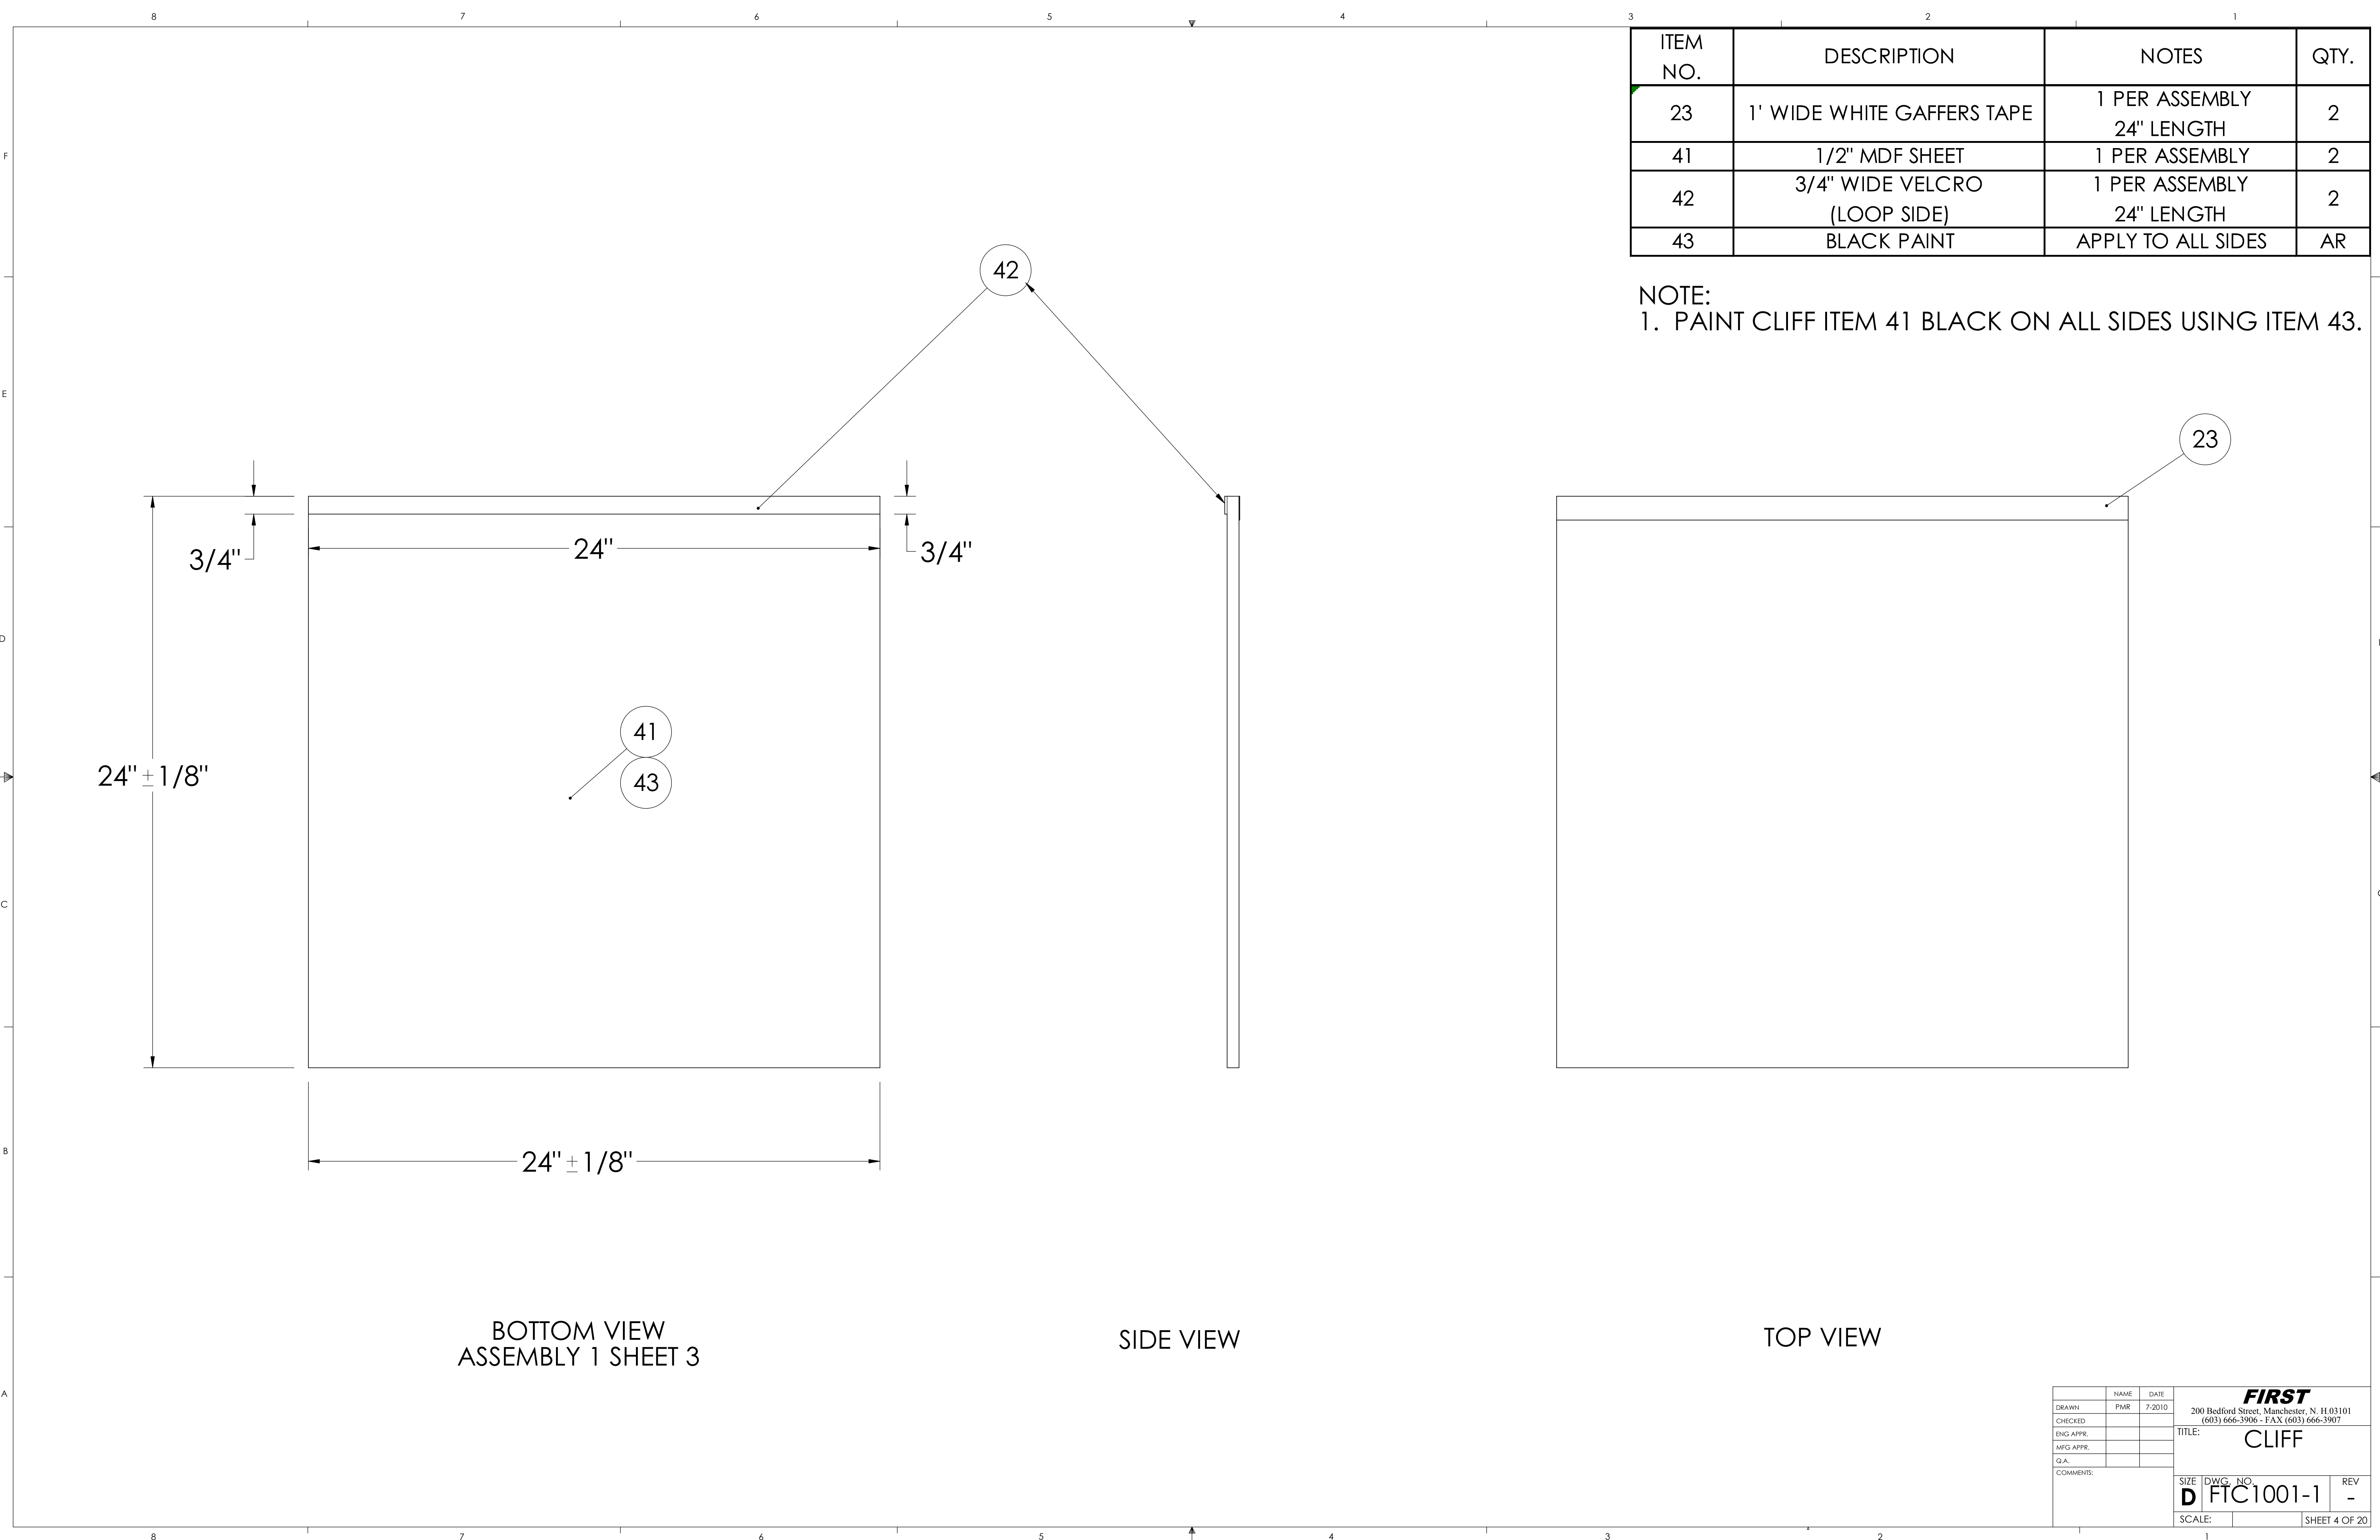 8 7 6 5 4 3 2 1
ITEM NO. DESCRIPTION NOTES QTY.
23 1' WIDE WHITE GAFFERS TAPE 1 PER ASSEMBLY 24" LENGTH 2
41 1/2" MDF SHEET 1 PER ASSEMBLY 2
42 3/4" WIDE VELCRO (LOOP SIDE) 1 PER ASSEMBLY 24" LENGTH 2
43 BLACK PAINT APPLY TO ALL SIDES AR
NOTE:
1. PAINT CLIFF ITEM 41 BLACK ON ALL SIDES USING ITEM 43.
F
E
D
C
B
A
42
23
3/4"
24"
3/4"
41
43
24" ± 1/8"
24" ± 1/8"
BOTTOM VIEW
ASSEMBLY 1 SHEET 3
SIDE VIEW
TOP VIEW
NAME DATE
DRAWN PMR 7-2010
CHECKED
ENG APPR.
MFG APPR.
Q.A.
COMMENTS:
FIRST
200 Bedford Street, Manchester, N. H.03101
(603) 666-3906 - FAX (603) 666-3907
TITLE:
CLIFF
SIZE DWG. NO. REV
D FTC1001-1 -
SCALE: SHEET 4 OF 20
8 7 6 5 4 3 2 1